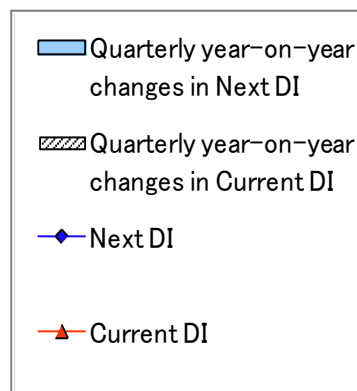 Quarterly year-on-year
changes in Next DI
Quarterly year-on-year
changes in Current DI
Next DI
Current DI